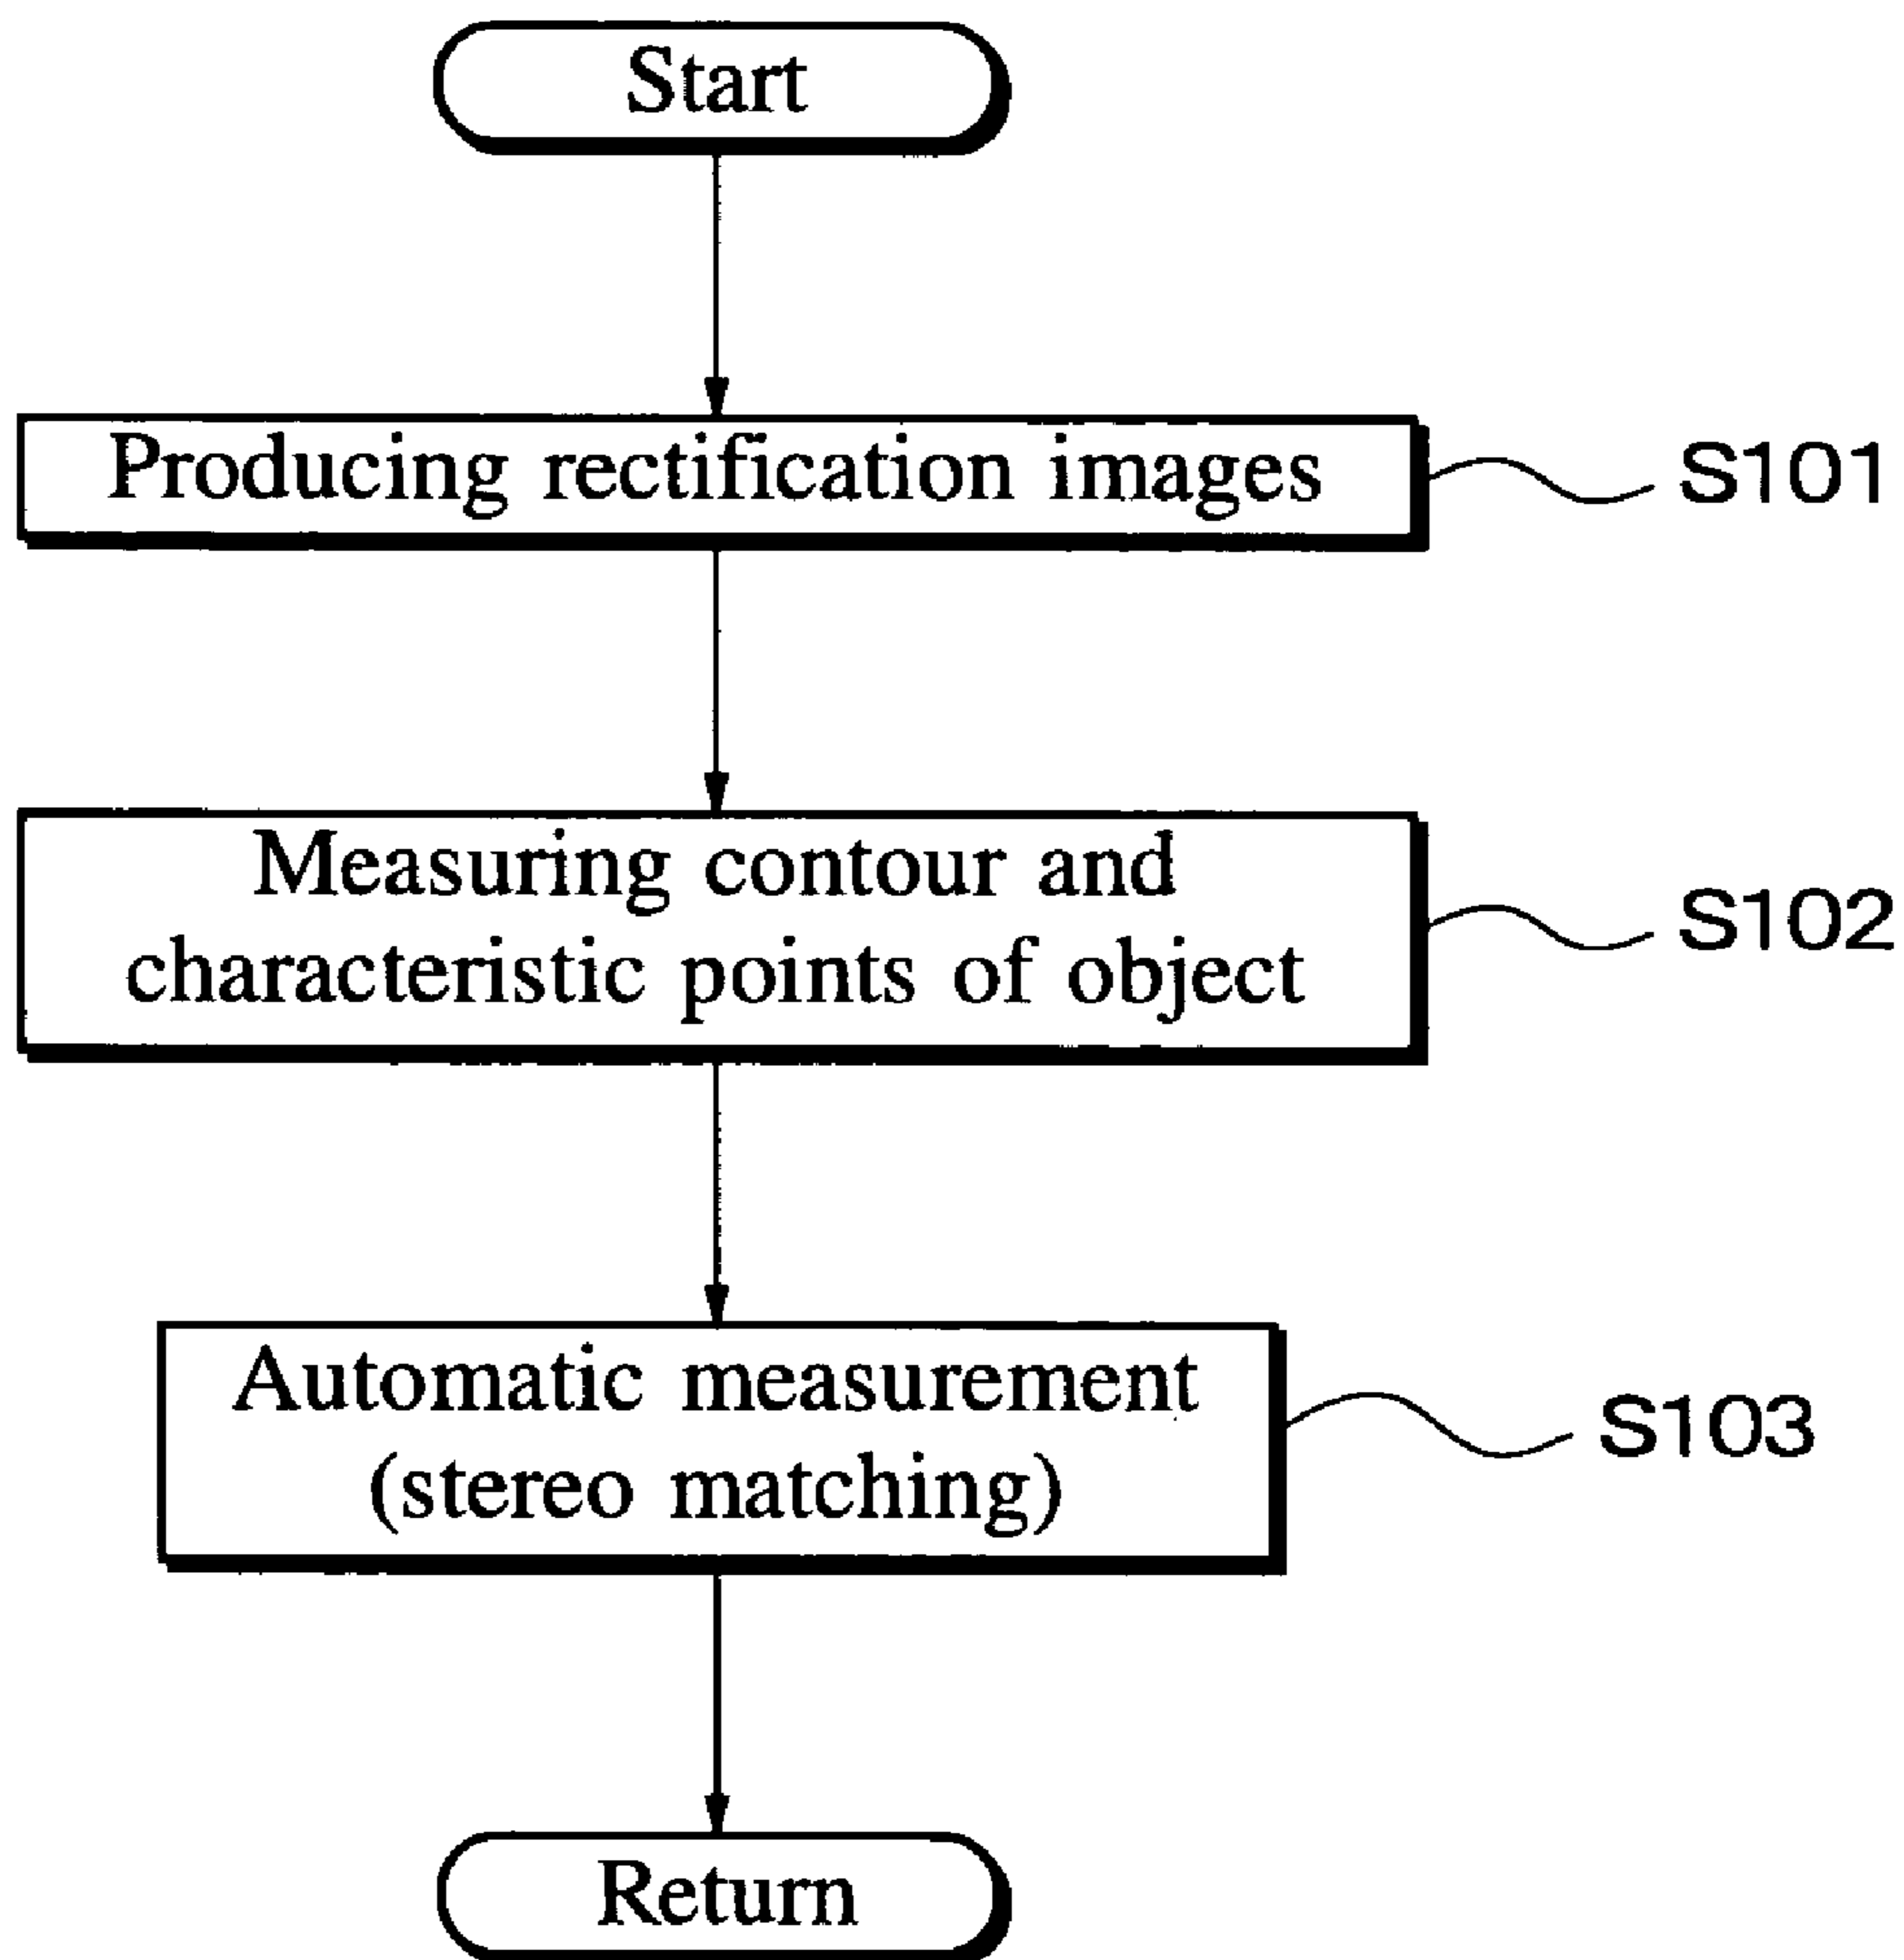 Start
Producing rectification images
S101
Measuring contour and
characteristic points of object
S102
Automatic measurement
(stereo matching)
S103
Return